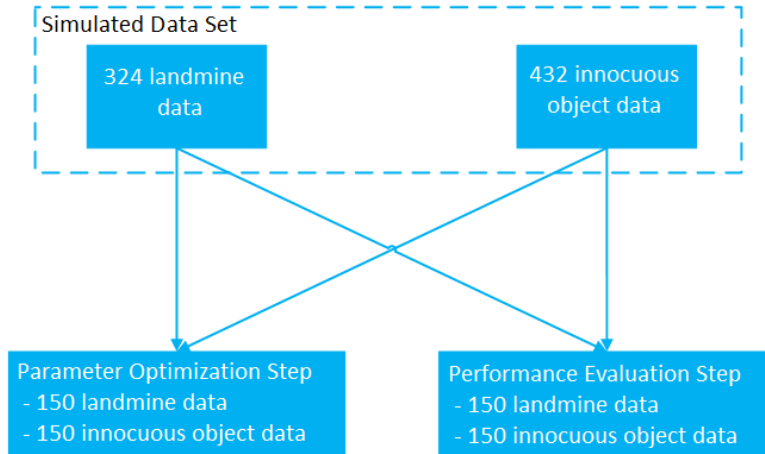 Simulated Data Set
324 landmine
data
432 innocuous
object data
Parameter Optimization Step
- 150 landmine data
- 150 innocuous object data
Performance Evaluation Step
- 150 landmine data
- 150 innocuous object data